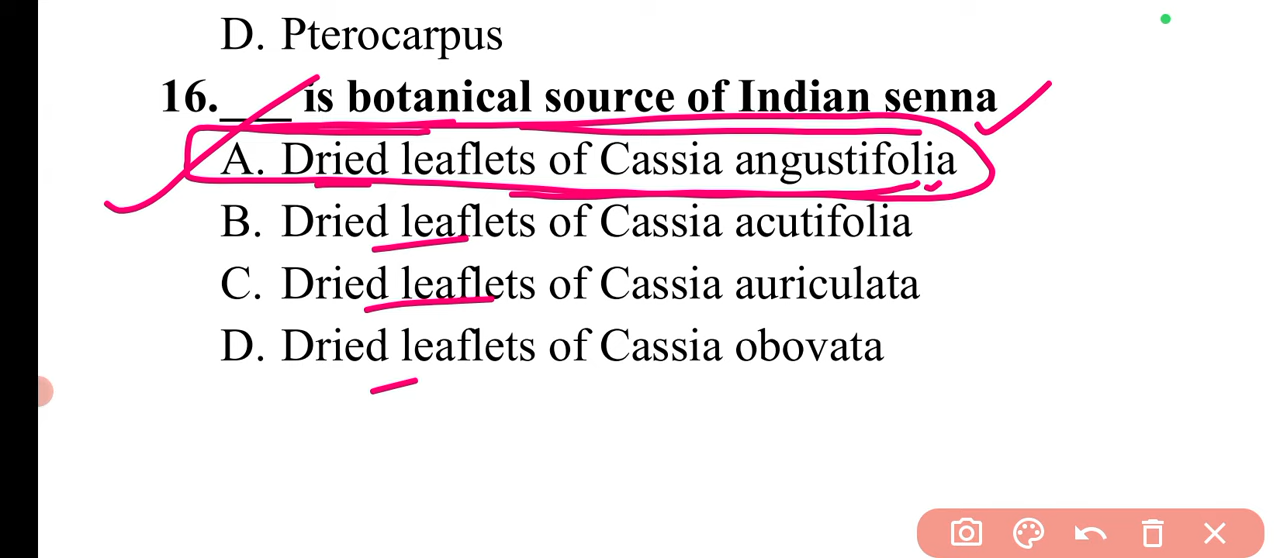 D. Pterocarpus
16.___ is botanical source of Indian senna
A. Dried leaflets of Cassia angustifolia
B. Dried leaflets of Cassia acutifolia
C. Dried leaflets of Cassia auriculata
D. Dried leaflets of Cassia obovata